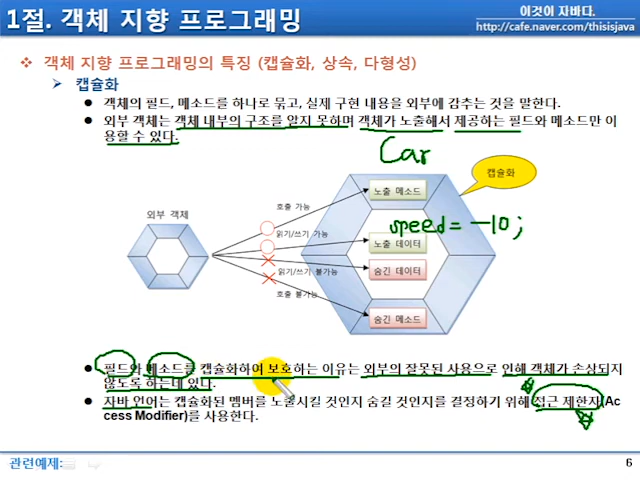 1절. 객체 지향 프로그래밍
이것이 자바다.
http://cafe.naver.com/thisisjava
❖ 객체 지향 프로그래밍의 특징 (캡슐화, 상속, 다형성)
➢ 캡슐화
● 객체의 필드, 메소드를 하나로 묶고, 실제 구현 내용을 외부에 감추는 것을 말한다.
● 외부 객체는 객체 내부의 구조를 알지 못하며 객체가 노출해서 제공하는 필드와 메소드만 이
용할 수 있다.
Car
캡슐화
노출 메소드
호출 가능
외부 객체
speed = -10;
읽기/쓰기 가능
노출 데이터
읽기/쓰기 불가능
숨긴 데이터
호출 불가능
숨긴 메소드
● 필드와 메소드를 캡슐화하여 보호하는 이유는 외부의 잘못된 사용으로 인해 객체가 손상되지
않도록 하는데 있다.
● 자바 언어는 캡슐화된 멤버를 노출시킬 것인지 숨길 것인지를 결정하기 위해 접근 제한자(Ac
cess Modifier)를 사용한다.
관련예제:
6